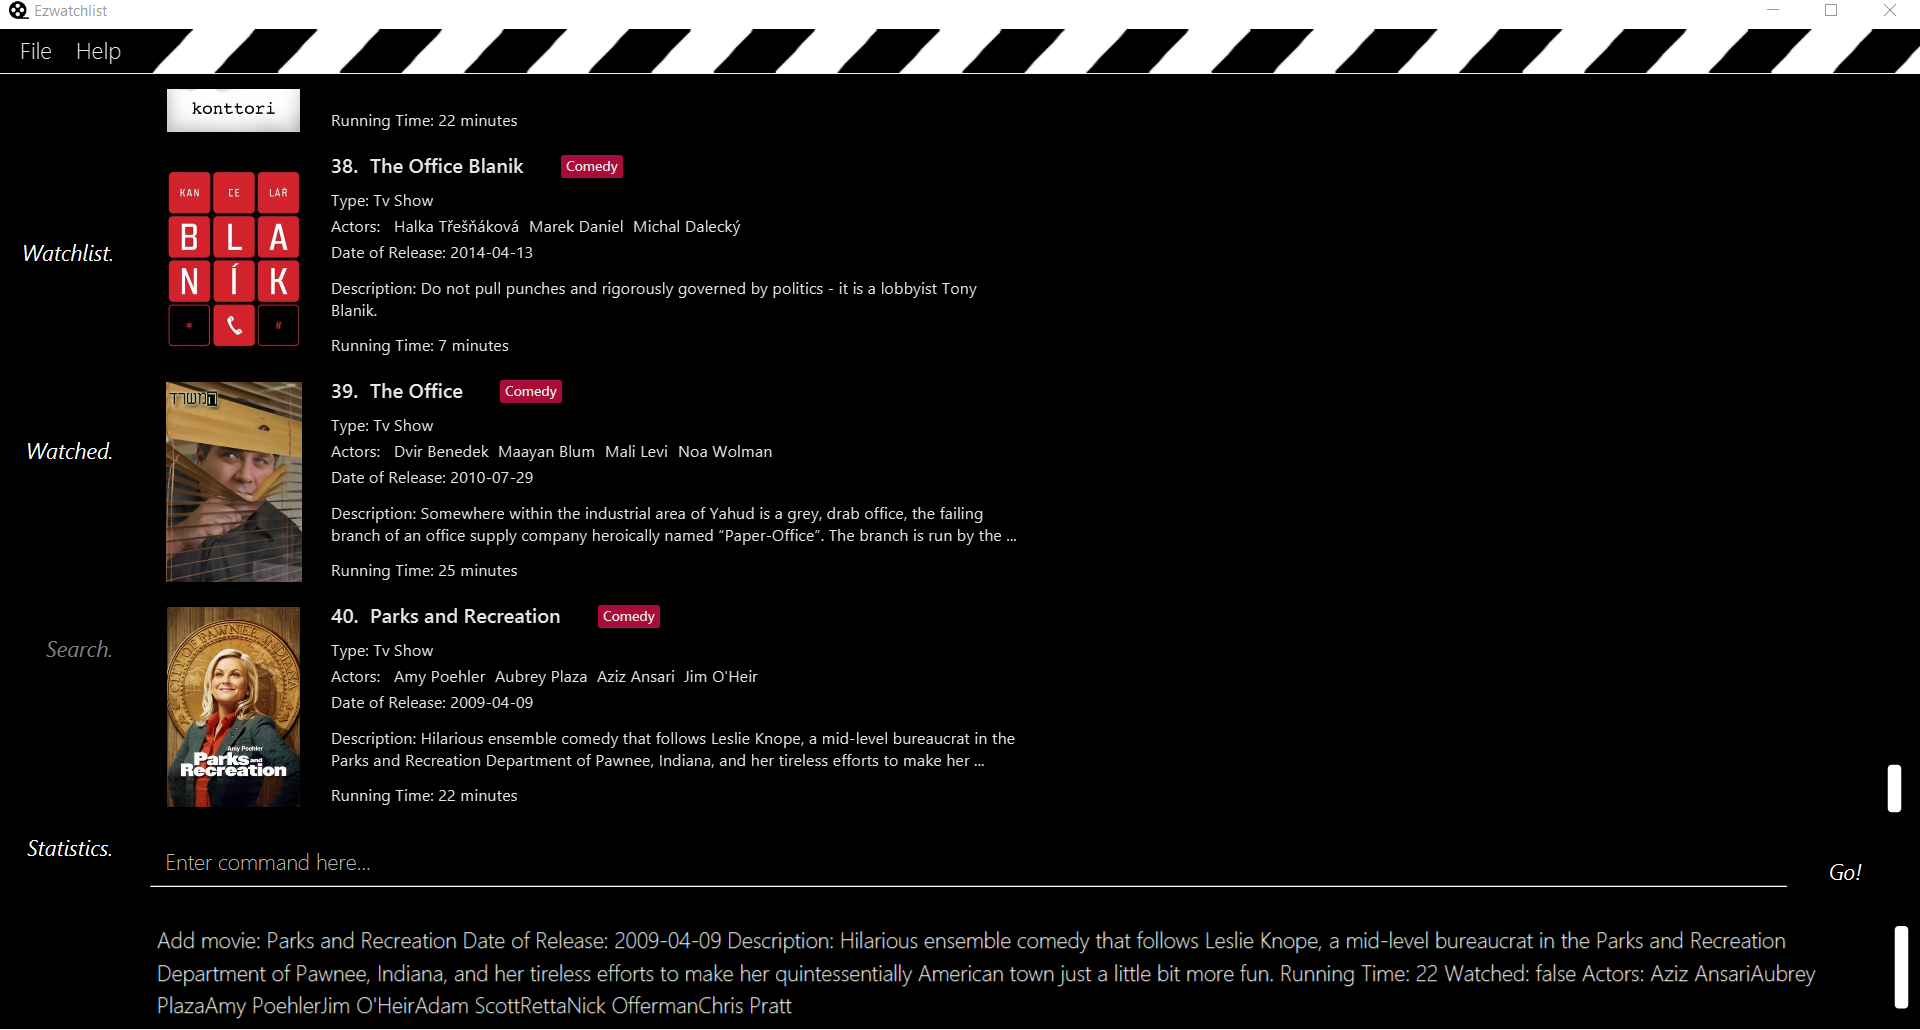 Ezwatchlist
File Help
konttori
Running Time: 22 minutes
38. The Office Blanik Comedy
KAN CE LÁŘ
B L A
N Í K
* #
Type: Tv Show
Actors: Halka Třešňáková Marek Daniel Michal Dalecký
Date of Release: 2014-04-13
Description: Do not pull punches and rigorously governed by politics - it is a lobbyist Tony
Blanik.
Running Time: 7 minutes
Watchlist.
המשרד
39. The Office Comedy
Type: Tv Show
Actors: Dvir Benedek Maayan Blum Mali Levi Noa Wolman
Date of Release: 2010-07-29
Description: Somewhere within the industrial area of Yahud is a grey, drab office, the failing
branch of an office supply company heroically named “Paper-Office”. The branch is run by the ...
Running Time: 25 minutes
Watched.
CITY OF PAWNEE, INDIANA
Amy Poehler
Parks and
Recreation
40. Parks and Recreation Comedy
Type: Tv Show
Actors: Amy Poehler Aubrey Plaza Aziz Ansari Jim O'Heir
Date of Release: 2009-04-09
Description: Hilarious ensemble comedy that follows Leslie Knope, a mid-level bureaucrat in the
Parks and Recreation Department of Pawnee, Indiana, and her tireless efforts to make her ...
Running Time: 22 minutes
Search.
Statistics.
Enter command here...
Go!
Add movie: Parks and Recreation Date of Release: 2009-04-09 Description: Hilarious ensemble comedy that follows Leslie Knope, a mid-level bureaucrat in the Parks and Recreation
Department of Pawnee, Indiana, and her tireless efforts to make her quintessentially American town just a little bit more fun. Running Time: 22 Watched: false Actors: Aziz AnsariAubrey
PlazaAmy PoehlerJim O'HeirAdam ScottRettaNick OffermanChris Pratt